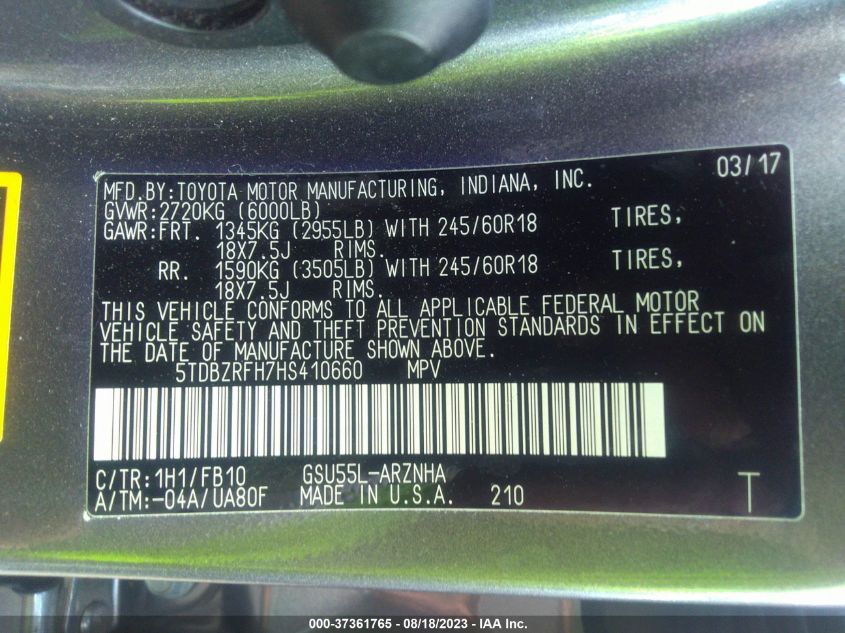 03/17
MFD.BY:TOYOTA MOTOR MANUFACTURING, INDIANA, INC.
GVWR:2720KG (6000LB)
GAWR:FRT. 1345KG (2955LB) WITH 245/60R18 TIRES,
18X7.5J RIMS.
RR. 1590KG (3505LB) WITH 245/60R18 TIRES,
18X7.5J RIMS.
THIS VEHICLE CONFORMS TO ALL APPLICABLE FEDERAL MOTOR
VEHICLE SAFETY AND THEFT PREVENTION STANDARDS IN EFFECT ON
THE DATE OF MANUFACTURE SHOWN ABOVE.
5TDBZRFH7HS410660 MPV
C/TR:1H1/FB10 GSU55L-ARZNHA
A/TM:-04A/UA80F MADE IN U.S.A. 210 T
000-37361765 - 08/18/2023 - IAA Inc.